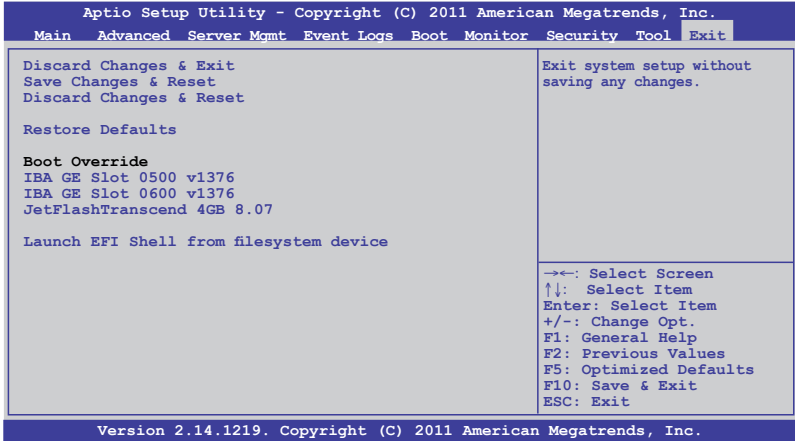 Aptio Setup Utility - Copyright (C) 2011 American Megatrends, Inc.
Main Advanced Server Mgmt Event Logs Boot Monitor Security Tool Exit
Discard Changes & Exit
Save Changes & Reset
Discard Changes & Reset
Restore Defaults
Boot Override
IBA GE Slot 0500 v1376
IBA GE Slot 0600 v1376
JetFlashTranscend 4GB 8.07
Launch EFI Shell from filesystem device
Exit system setup without
saving any changes.
→←: Select Screen
↑↓: Select Item
Enter: Select Item
+/-: Change Opt.
F1: General Help
F2: Previous Values
F5: Optimized Defaults
F10: Save & Exit
ESC: Exit
Version 2.14.1219. Copyright (C) 2011 American Megatrends, Inc.